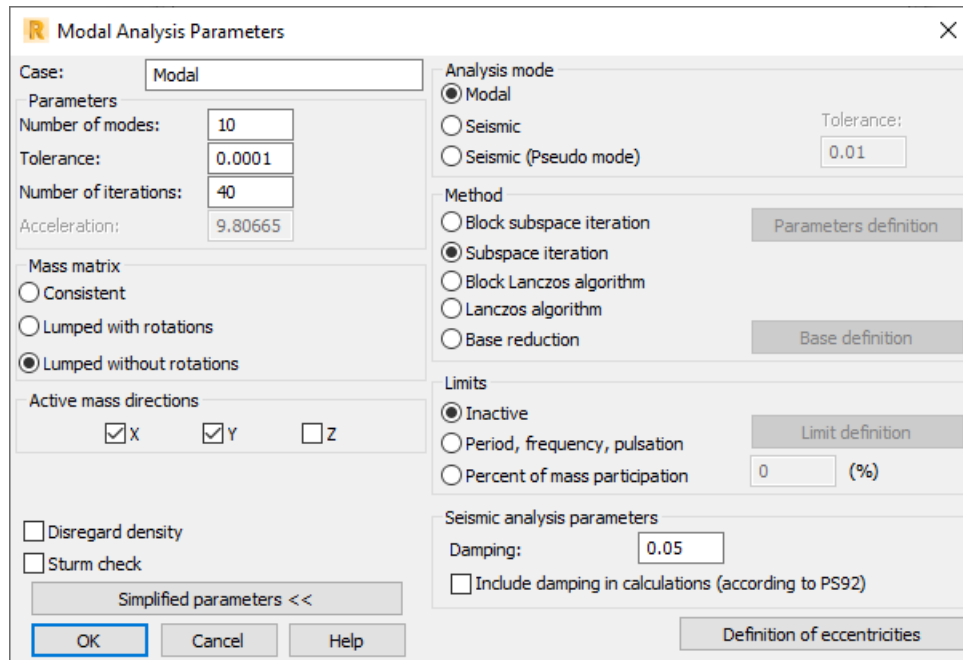 R Modal Analysis Parameters
Case: Modal
Parameters
Number of modes: 10
Tolerance: 0.0001
Number of iterations: 40
Acceleration: 9.80665
Mass matrix
Consistent
Lumped with rotations
Lumped without rotations
Active mass directions
X Y Z
Disregard density
Sturm check
Simplified parameters <<
OK Cancel Help
Analysis mode
Modal
Seismic
Seismic (Pseudo mode)
Tolerance:
0.01
Method
Block subspace iteration
Parameters definition
Subspace iteration
Block Lanczos algorithm
Lanczos algorithm
Base reduction
Base definition
Limits
Inactive
Period, frequency, pulsation
Limit definition
Percent of mass participation
0 (%)
Seismic analysis parameters
Damping: 0.05
Include damping in calculations (according to PS92)
Definition of eccentricities